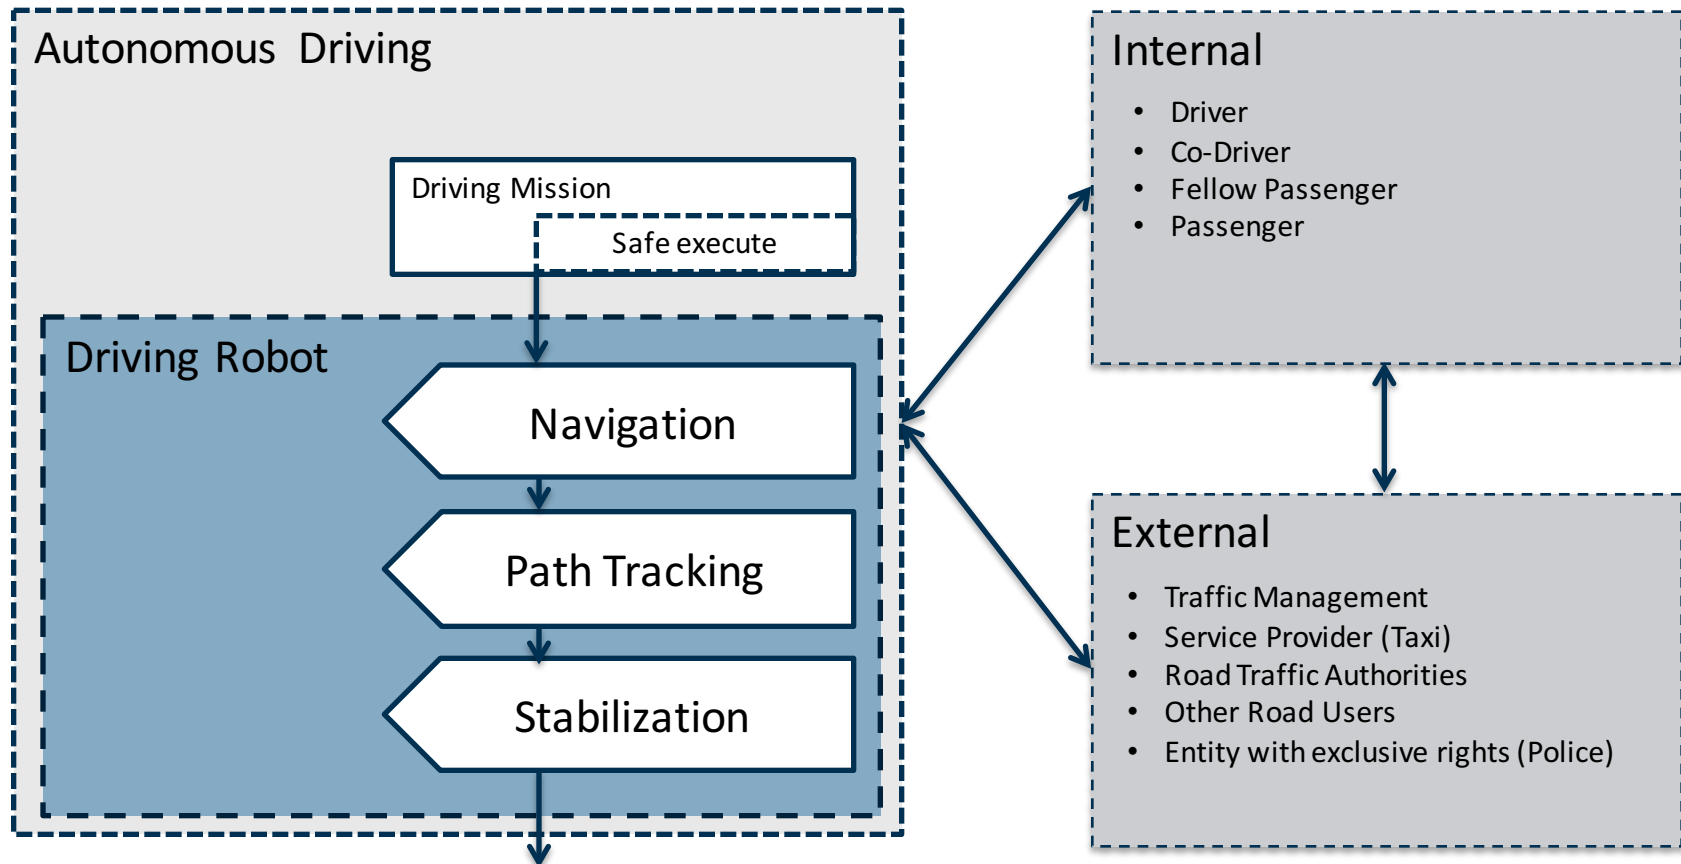 Autonomous Driving
Driving Mission
Safe execute
Driving Robot
Navigation
Path Tracking
Stabilization
Internal
• Driver
• Co-Driver
• Fellow Passenger
• Passenger
External
• Traffic Management
• Service Provider (Taxi)
• Road Traffic Authorities
• Other Road Users
• Entity with exclusive rights (Police)